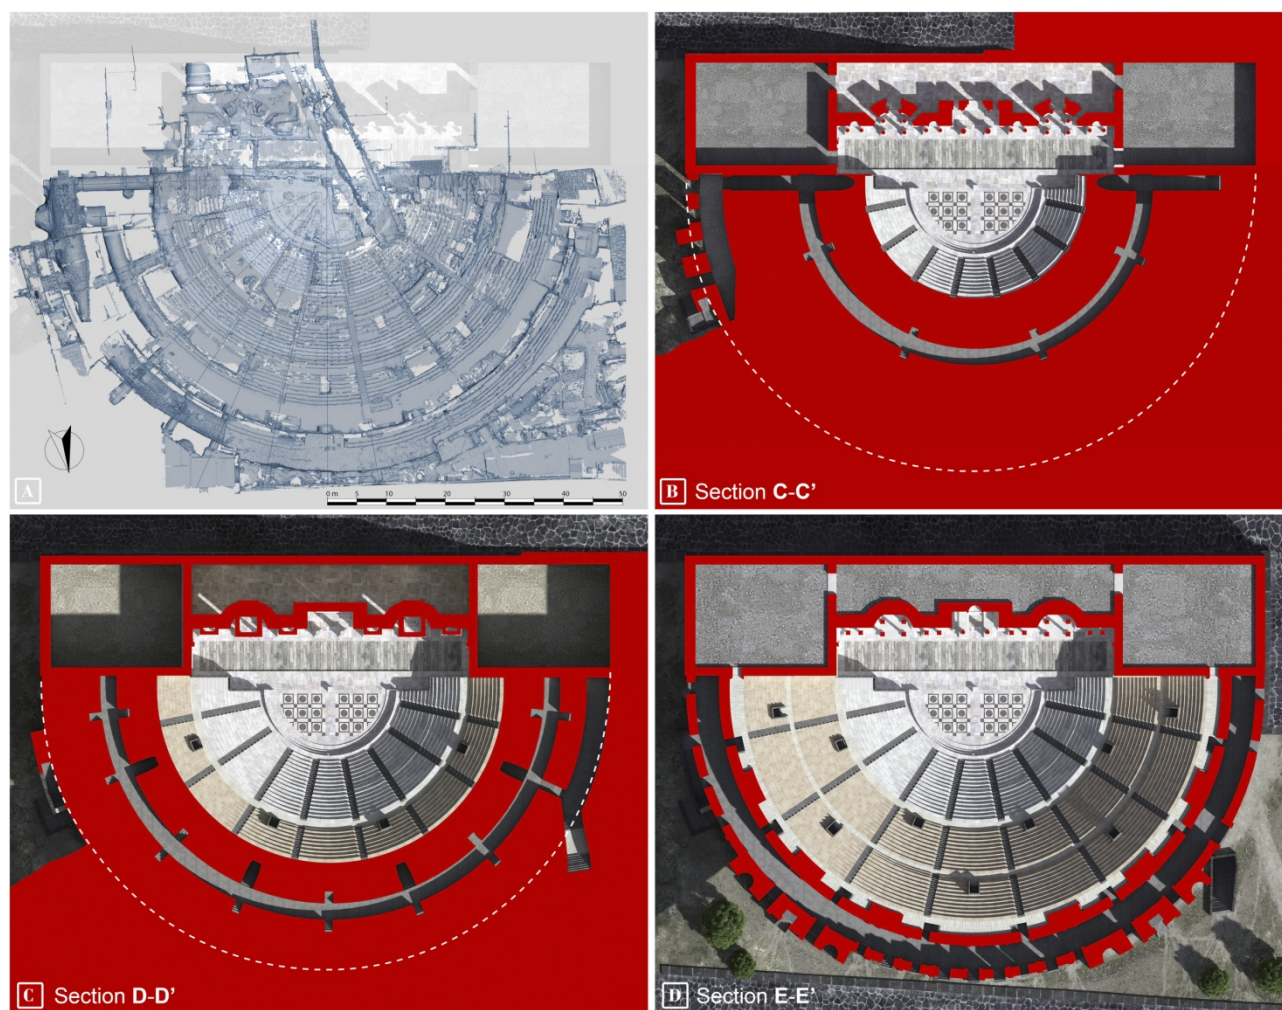 A
0 m 5 10 20 30 40 50
B Section C-C’
C Section D-D’
D Section E-E’